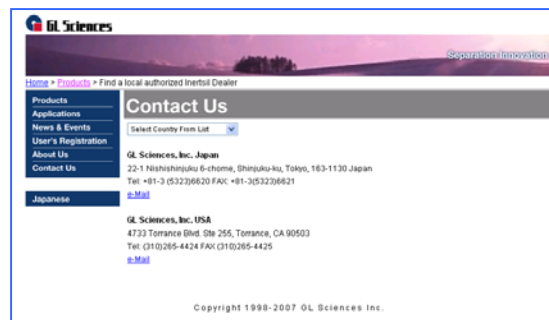 GL Sciences
Separation Innovation
Home > Products > Find a local authorized Inertsil Dealer
Products
Applications
News & Events
User's Registration
About Us
Contact Us
Japanese
Contact Us
Select Country From List
GL Sciences, Inc. Japan
22-1 Nishishinjuku 6-chome, Shinjuku-ku, Tokyo, 163-1130 Japan
Tel: +81-3 (5323)6620 FAX: +81-3(5323)6621
e-Mail
GL Sciences, Inc. USA
4733 Torrance Blvd. Ste 255, Torrance, CA 90503
Tel: (310)265-4424 FAX (310)265-4425
e-Mail
Copyright 1998-2007 GL Sciences Inc.